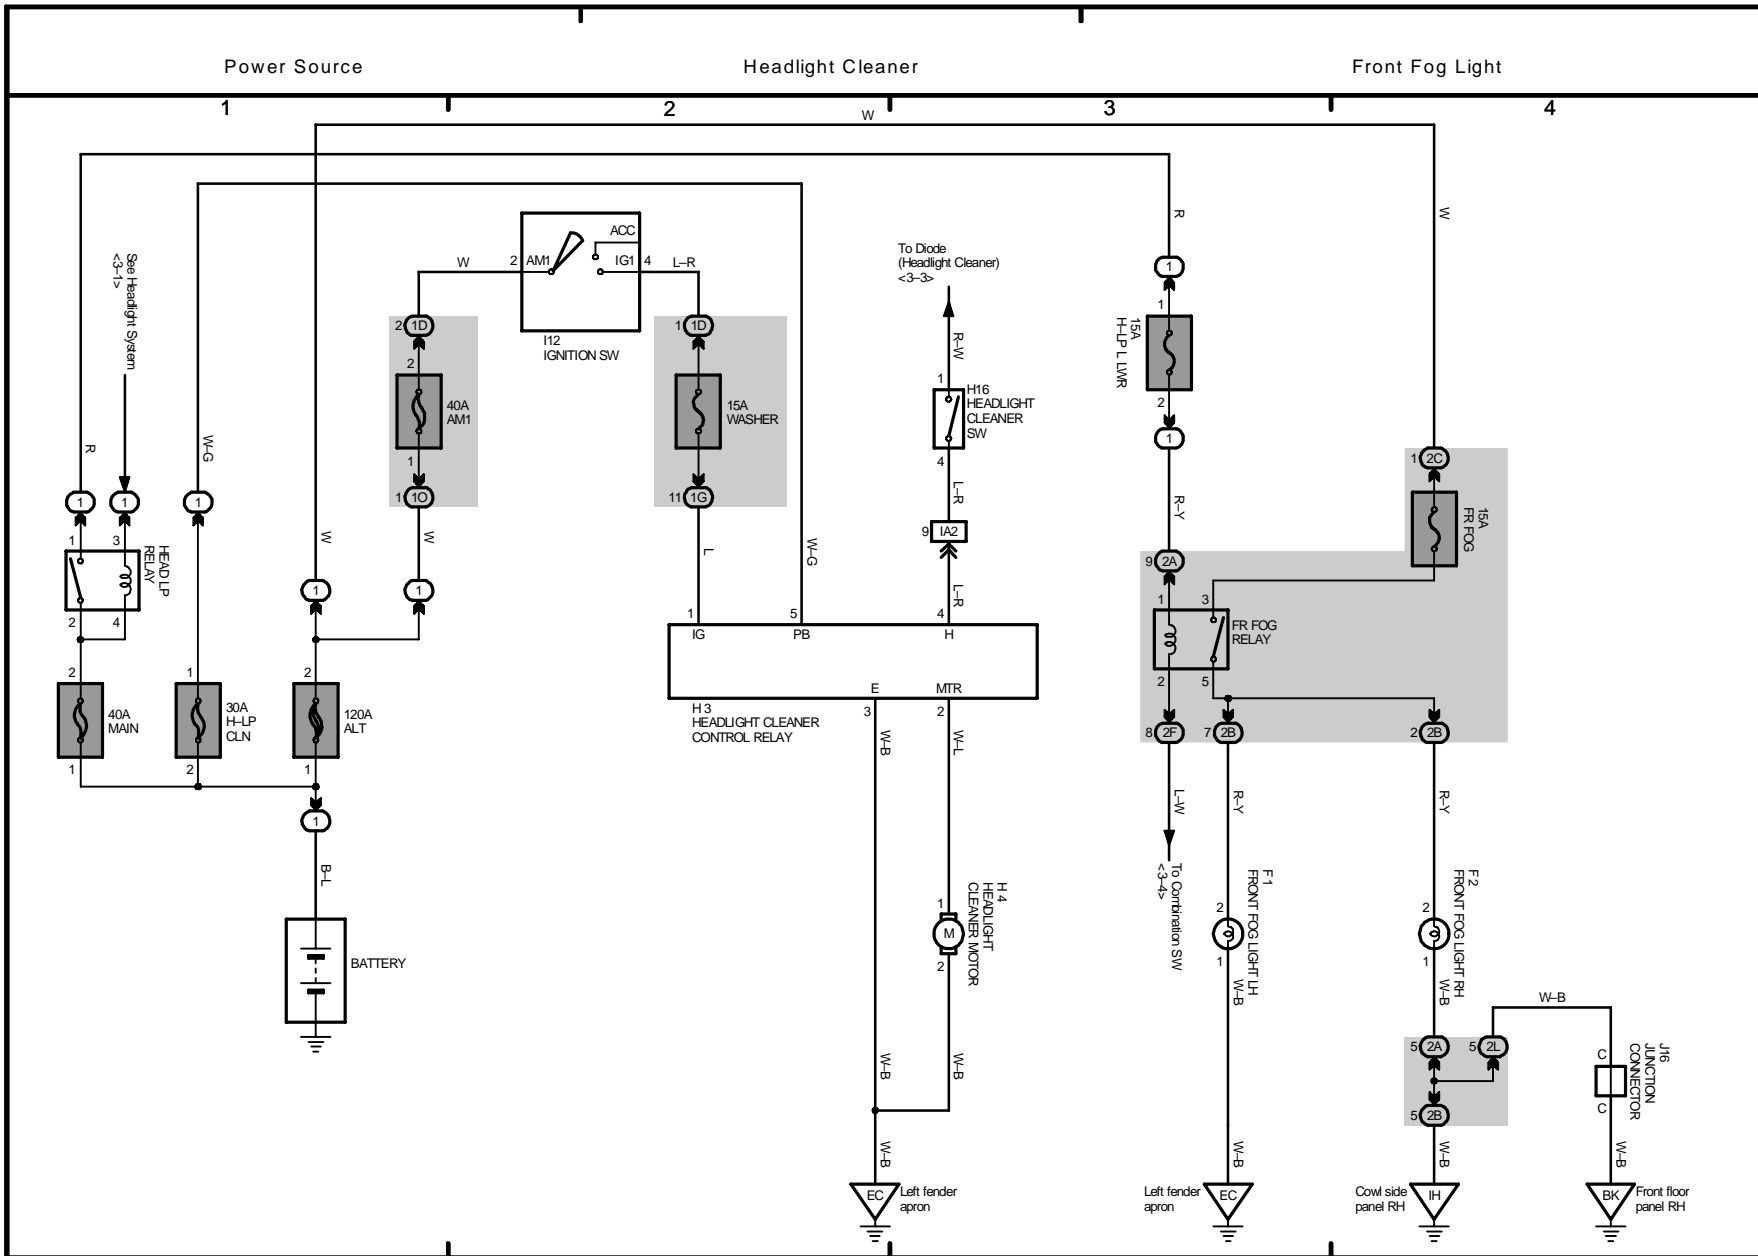 Power Source
Headlight Cleaner
Front Fog Light
1
2
3
4
W
R
W
See Headlight System
<3–1>
R
W–G
1
1
1
1
3
HEAD LP
RELAY
2
4
2
40A
MAIN
1
1
30A
H–LP
CLN
2
2
120A
ALT
1
1
B–L
BATTERY
W
1
W
1
W
2
1D
2
40A
AM1
1
1
1O
2
AM1
ACC
IG1
4
I12
IGNITION SW
L–R
1
1D
15A
WASHER
11
1G
L
W–G
To Diode
(Headlight Cleaner)
<3–3>
R–W
1
H16
HEADLIGHT
CLEANER
SW
4
L–R
9
IA2
L–R
1
5
4
IG
PB
H
E
MTR
3
2
H 3
HEADLIGHT CLEANER
CONTROL RELAY
W–B
W–L
H 4
HEADLIGHT
CLEANER MOTOR
1
M
2
W–B
W–B
W–B
EC
Left fender
apron
1
1
15A
H–LP L LWR
2
1
R–Y
9
2A
1
3
FR FOG
RELAY
2
5
1
2C
15A
FR FOG
8
2F
7
2B
2
2B
L–W
To Combination SW
<3–4>
R–Y
F 1
FRONT FOG LIGHT LH
2
1
W–B
W–B
Left fender
apron
EC
R–Y
F 2
FRONT FOG LIGHT RH
2
1
W–B
5
2A
5
2L
5
2B
W–B
Cowl side
panel RH
IH
W–B
C
C
J16
JUNCTION
CONNECTOR
W–B
BK
Front floor
panel RH